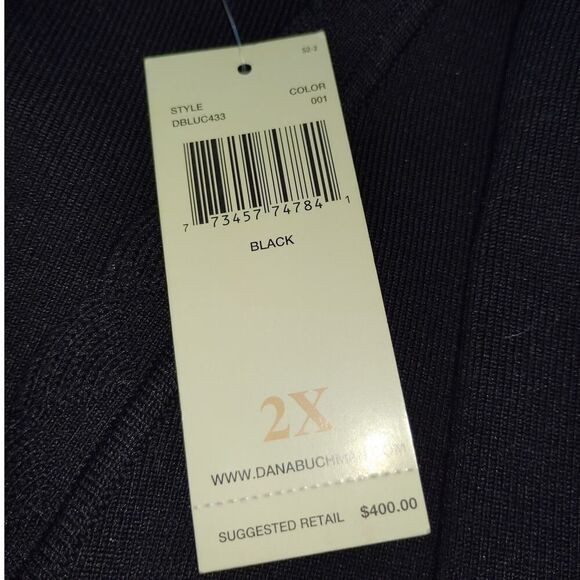 52-3
STYLE COLOR
DBLUC433 001
7 73457 74784 1
BLACK
2X
WWW.DANABUCHMAN.COM
SUGGESTED RETAIL $400.00